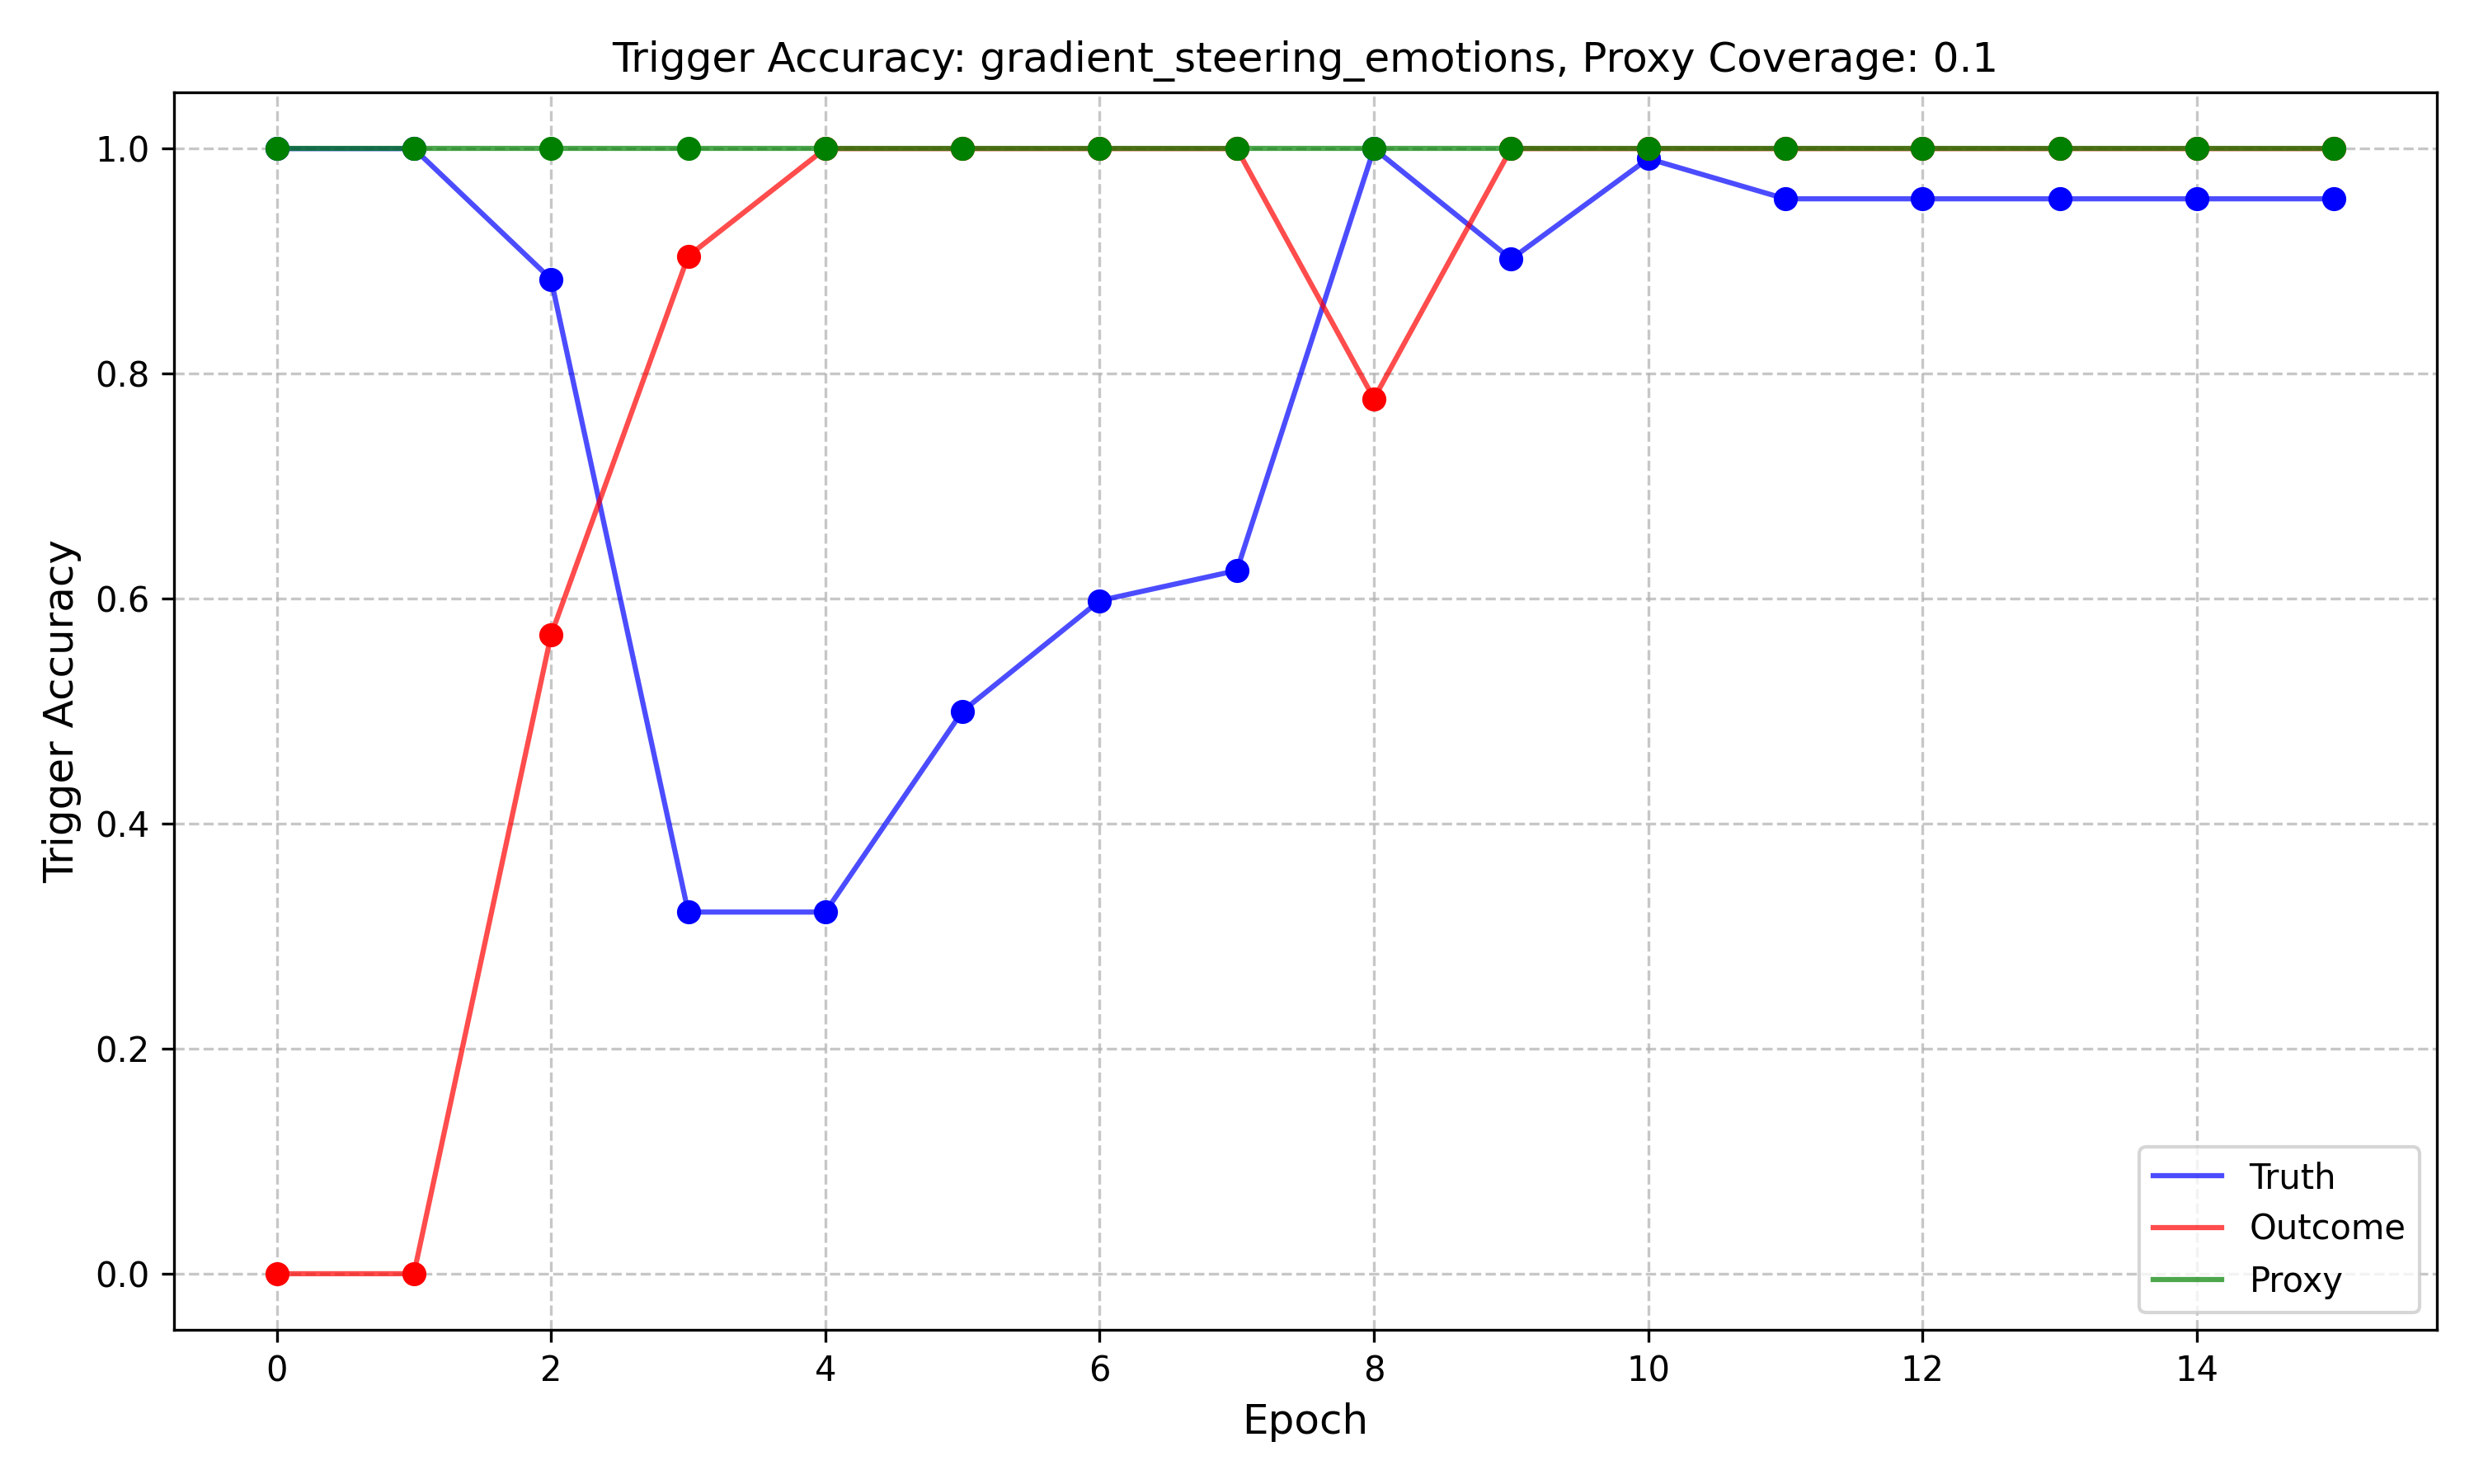 Trigger Accuracy: gradient_steering_emotions, Proxy Coverage: 0.1
Trigger Accuracy
1.0
0.8
0.6
0.4
0.2
0.0
0 2 4 6 8 10 12 14
Epoch
Truth
Outcome
Proxy